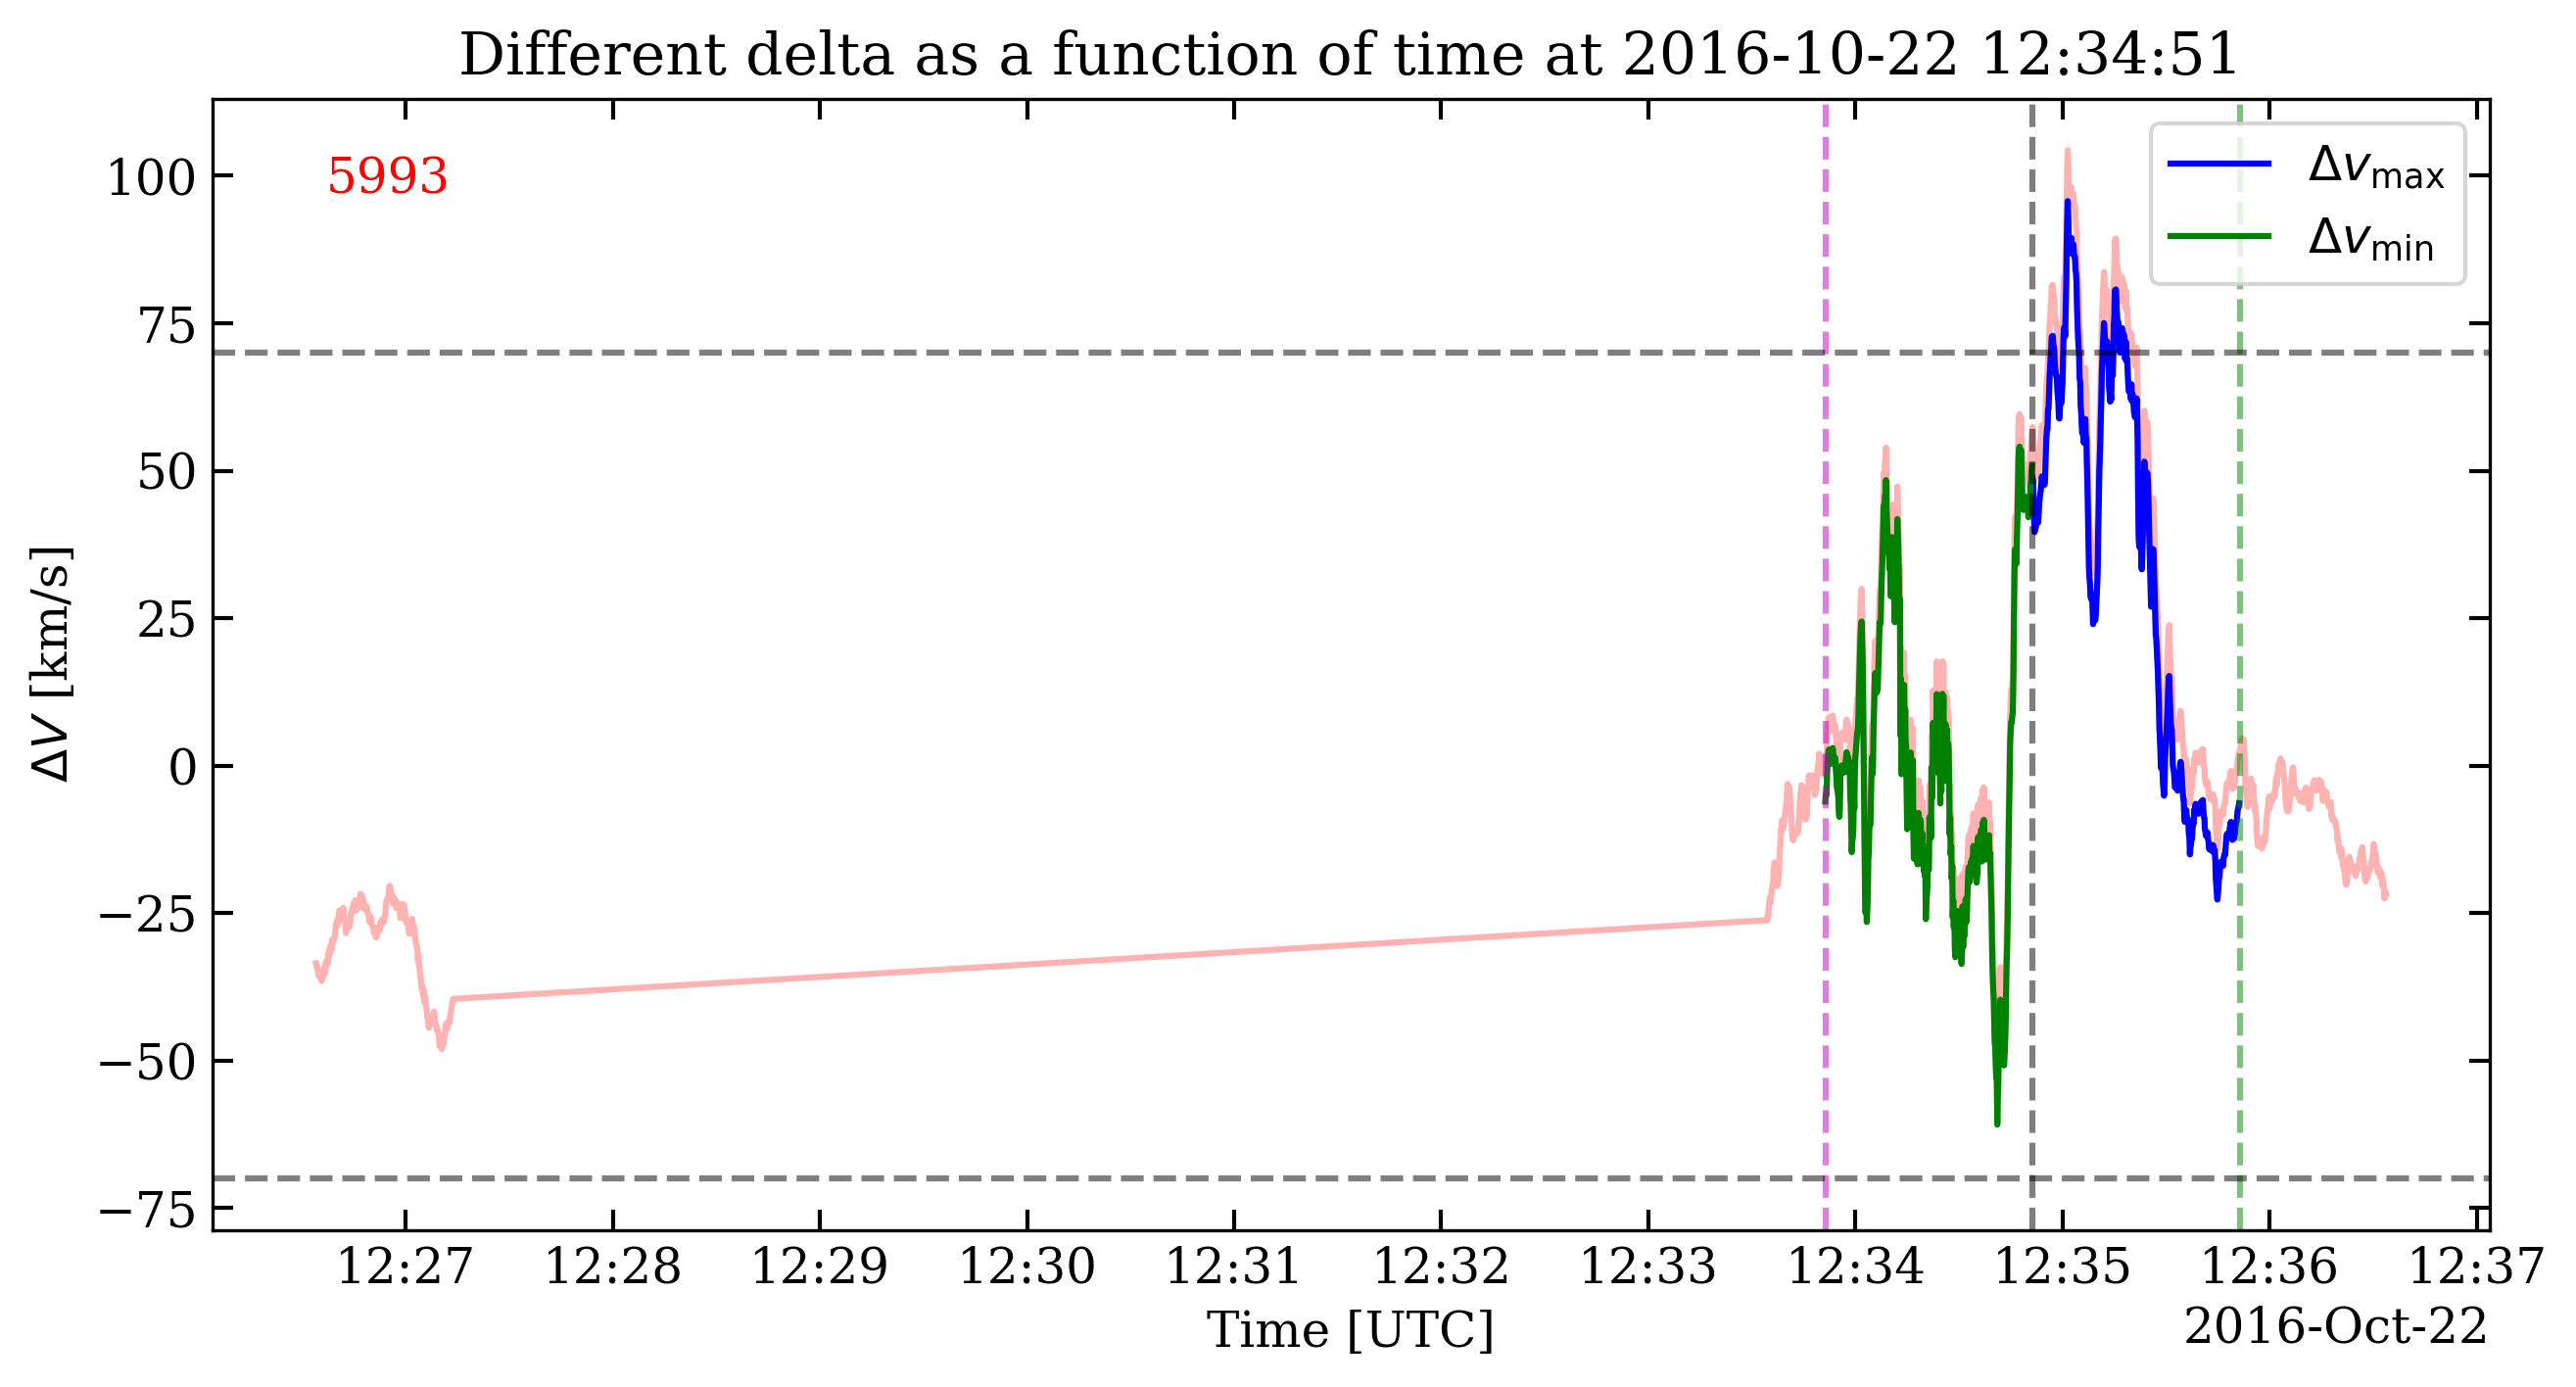 Different delta as a function of time at 2016-10-22 12:34:51
5993
Δv_max
Δv_min
100
75
50
25
0
−25
−50
−75
ΔV [km/s]
12:27 12:28 12:29 12:30 12:31 12:32 12:33 12:34 12:35 12:36 12:37
Time [UTC]
2016-Oct-22